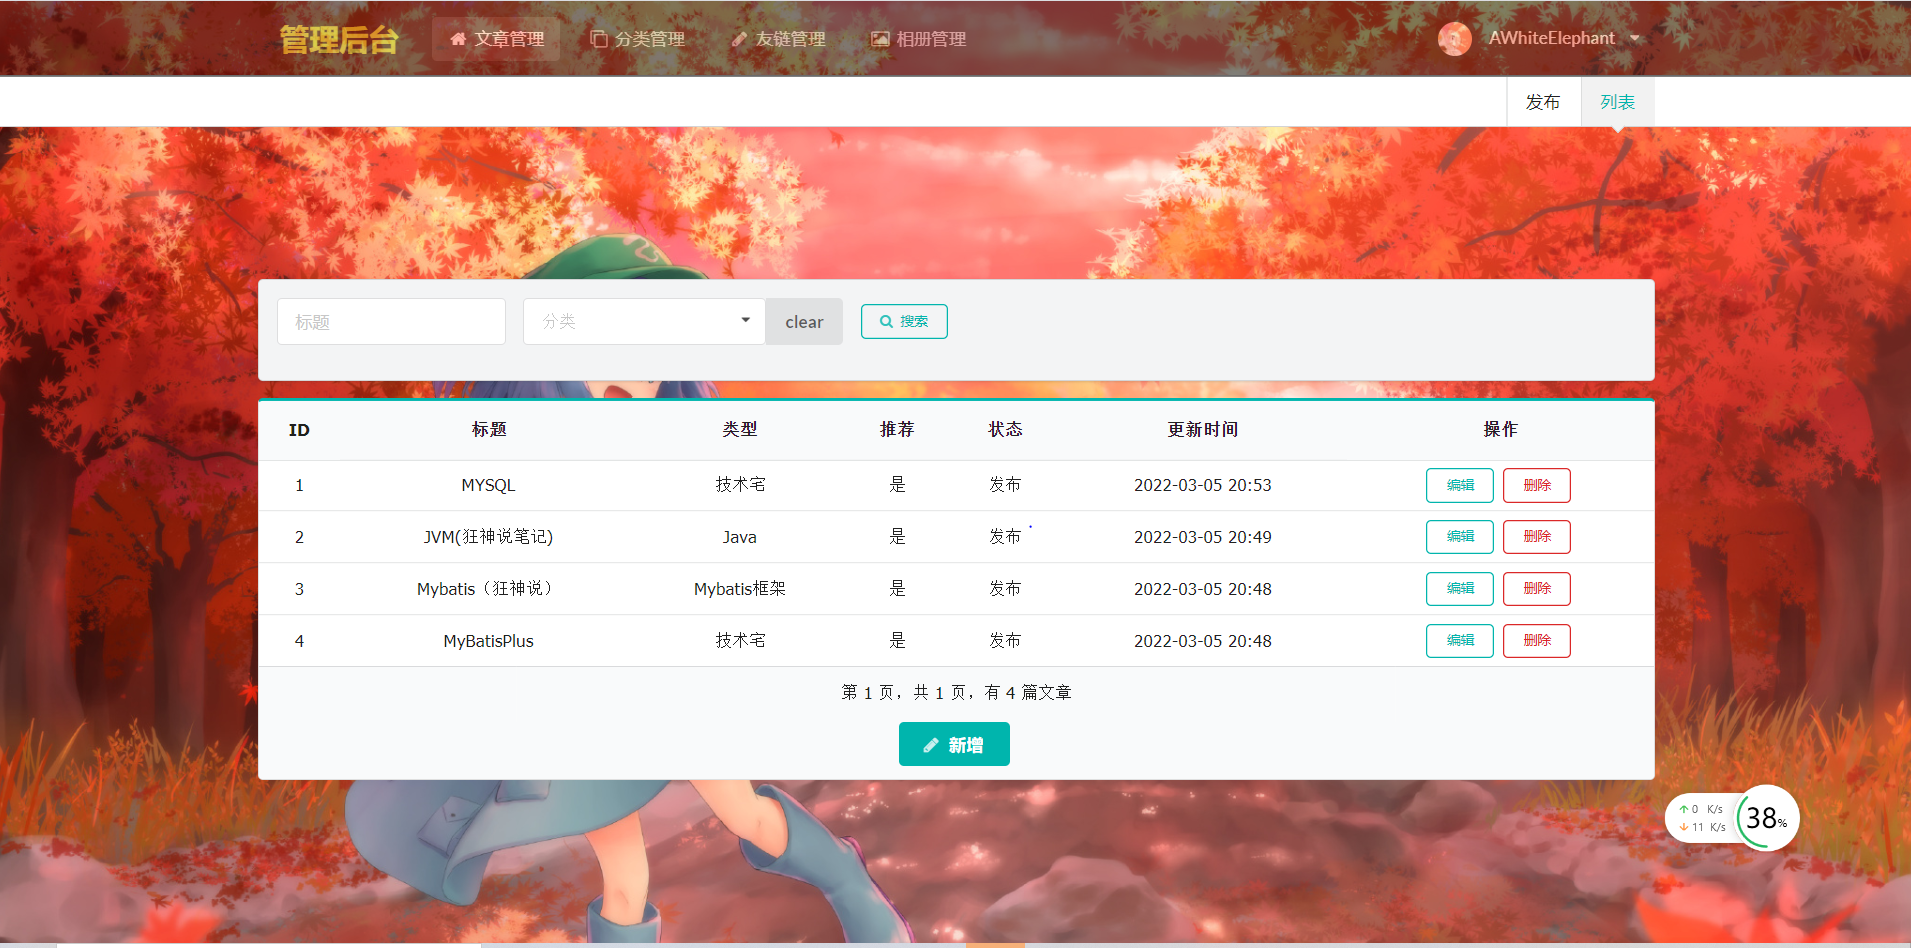 管理后台 文章管理 分类管理 友链管理 相册管理 AWhiteElephant
发布 列表
标题 分类 clear 搜索
ID 标题 类型 推荐 状态 更新时间 操作
1 MYSQL 技术宅 是 发布 2022-03-05 20:53 编辑 删除
2 JVM(狂神说笔记) Java 是 发布 2022-03-05 20:49 编辑 删除
3 Mybatis（狂神说） Mybatis框架 是 发布 2022-03-05 20:48 编辑 删除
4 MyBatisPlus 技术宅 是 发布 2022-03-05 20:48 编辑 删除
第 1 页，共 1 页，有 4 篇文章
新增
0 K/s
11 K/s
38%